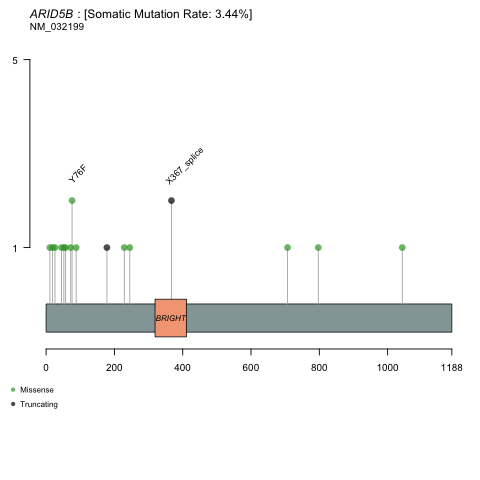 ARID5B : [Somatic Mutation Rate: 3.44%]
NM_032199
5
Y76F
X367_splice
1
BRIGHT
0 200 400 600 800 1000 1188
Missense
Truncating